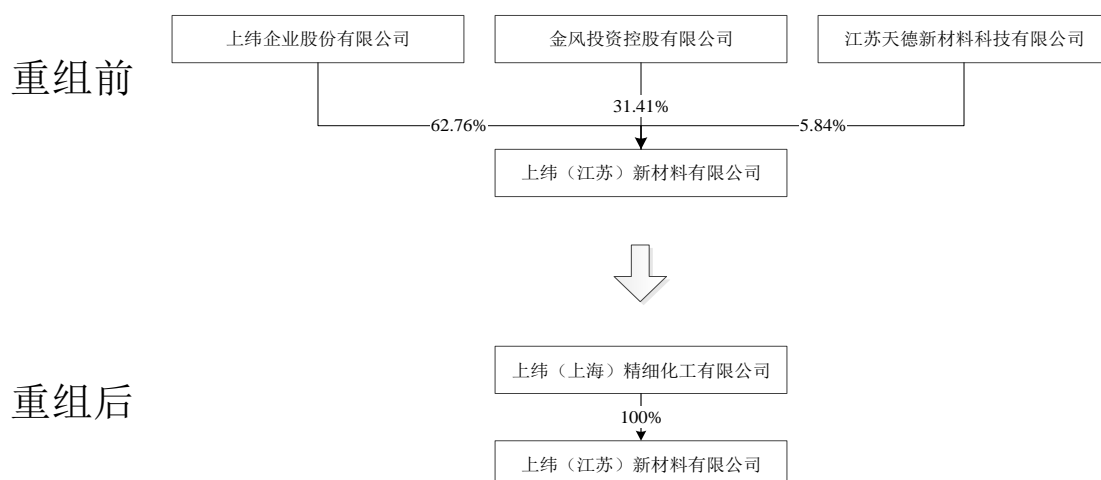 上纬企业股份有限公司
金风投资控股有限公司
江苏天德新材料科技有限公司
重组前
31.41%
62.76%
5.84%
上纬（江苏）新材料有限公司
上纬（上海）精细化工有限公司
重组后
100%
上纬（江苏）新材料有限公司